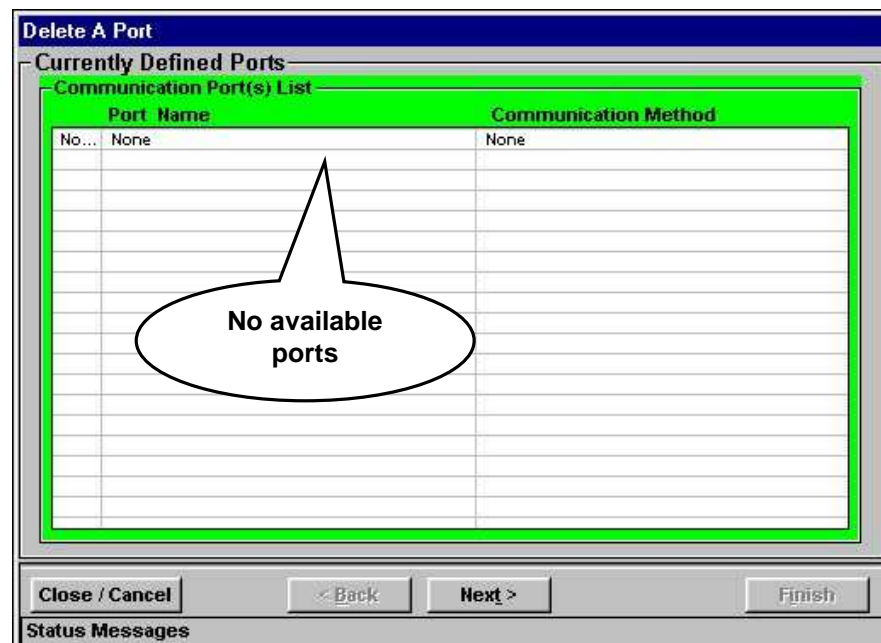 Delete A Port
Currently Defined Ports
Communication Port(s) List
Port Name Communication Method
No... None None
No available
ports
Close / Cancel < Back Next > Finish
Status Messages